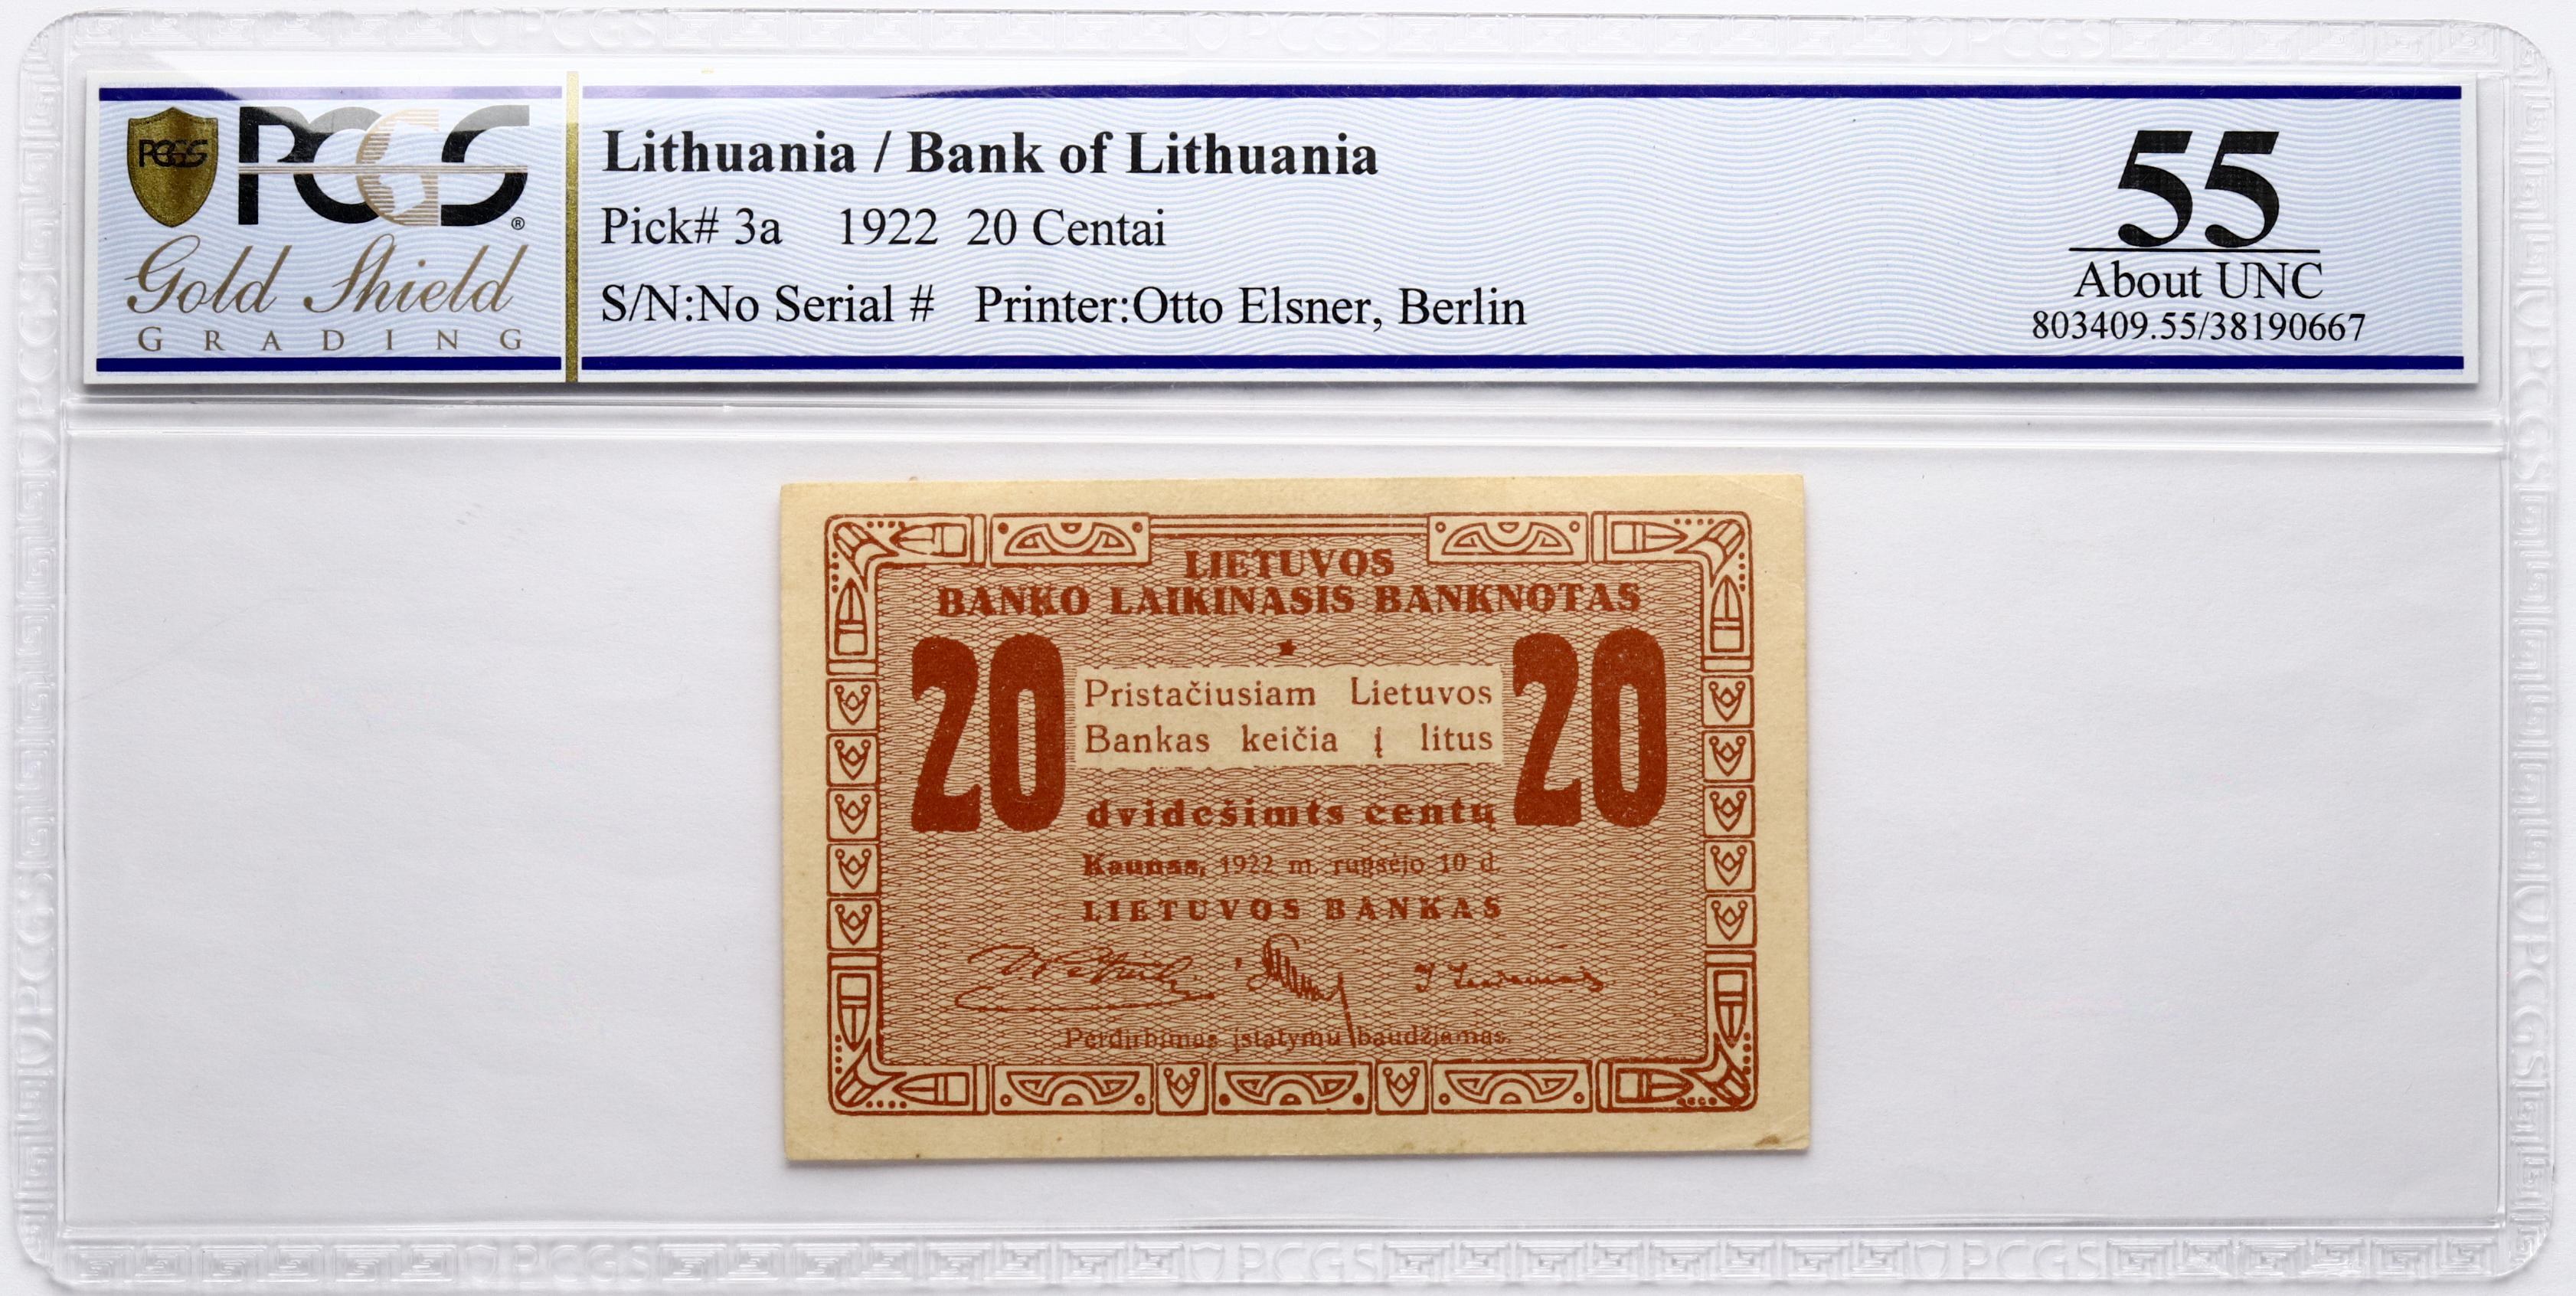 PCGS
PCGS®
Gold Shield
GRADING
Lithuania / Bank of Lithuania
Pick# 3a 1922 20 Centai
S/N:No Serial # Printer:Otto Elsner, Berlin
55
About UNC
803409.55/38190667
LIETUVOS
BANKO LAIKINASIS BANKNOTAS
20
20
Pristačiusiam Lietuvos
Bankas keičia į litus
dvidešimts centų
Kaunas, 1922 m. rugsėjo 10 d.
LIETUVOS BANKAS
Perdirbimas įstatymu baudžiamas.